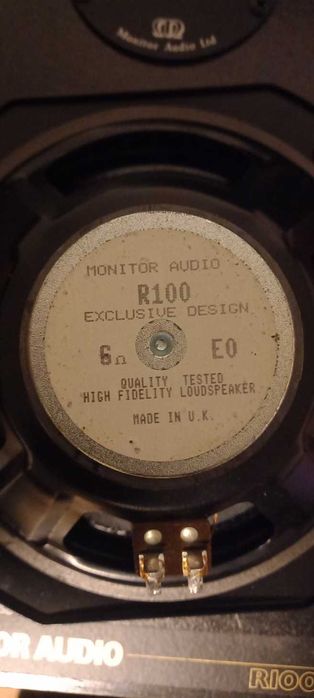 Monitor Audio Ltd
MONITOR AUDIO
R100
EXCLUSIVE DESIGN
6Ω EO
QUALITY TESTED
HIGH FIDELITY LOUDSPEAKER
MADE IN U.K.
OR AUDIO
R100